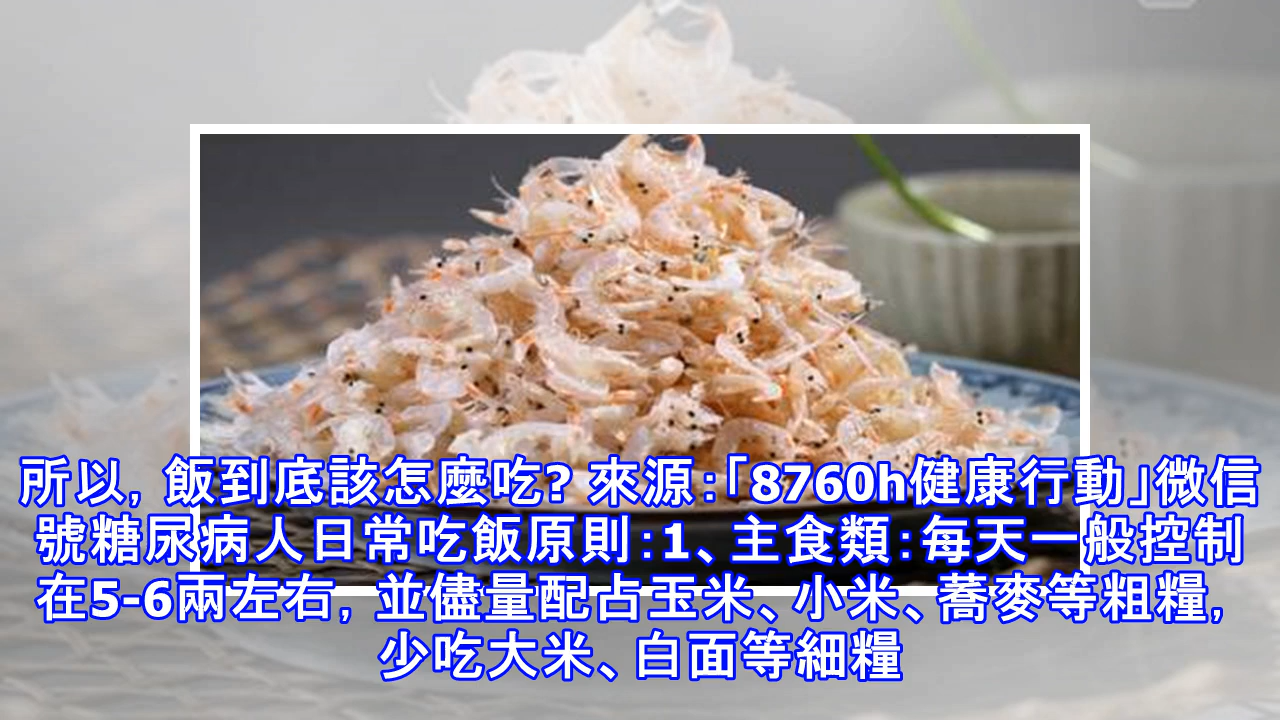 所以, 飯到底該怎麼吃? 來源:「8760h健康行動」微信
號糖尿病人日常吃飯原則:1、主食類:每天一般控制
在5-6兩左右, 並儘量配占玉米、小米、蕎麥等粗糧,
少吃大米、白面等細糧